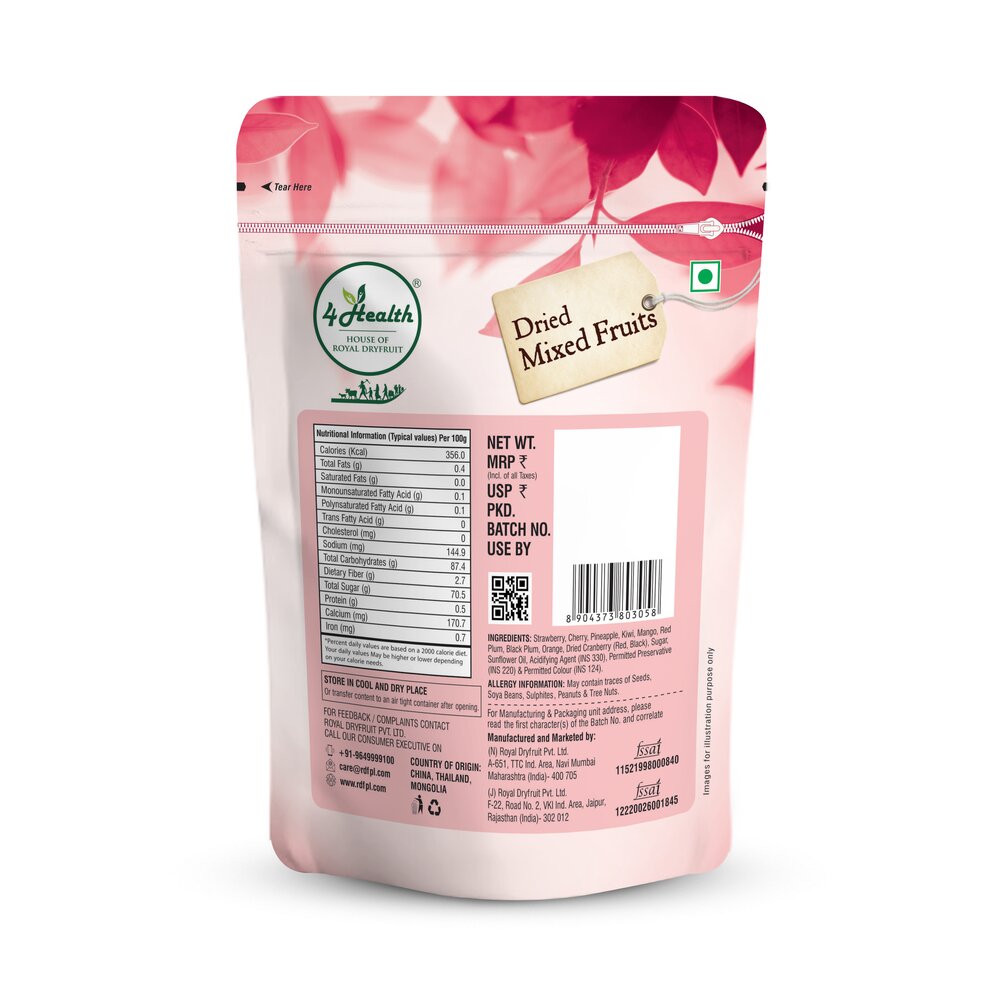 Tear Here
4Health®
HOUSE OF
ROYAL DRYFRUIT
Dried
Mixed Fruits
Nutritional Information (Typical values) Per 100g
Calories (Kcal) 356.0
Total Fats (g) 0.4
Saturated Fats (g) 0.0
Monounsaturated Fatty Acid (g) 0.1
Polynsaturated Fatty Acid (g) 0.1
Trans Fatty Acid (g) 0
Cholesterol (mg) 0
Sodium (mg) 144.9
Total Carbohydrates (g) 87.4
Dietary Fiber (g) 2.7
Total Sugar (g) 70.5
Protein (g) 0.5
Calcium (mg) 170.7
Iron (mg) 0.7
*Percent daily values are based on a 2000 calorie diet.
Your daily values May be higher or lower depending
on your calorie needs.
STORE IN COOL AND DRY PLACE
Or transfer content to an air tight container after opening.
FOR FEEDBACK / COMPLAINTS CONTACT
ROYAL DRYFRUIT PVT. LTD.
CALL OUR CONSUMER EXECUTIVE ON
+91-9649999100
care@rdfpl.com
www.rdfpl.com
COUNTRY OF ORIGIN:
CHINA, THAILAND,
MONGOLIA
NET WT.
MRP ₹
(Incl. of all Taxes)
USP ₹
PKD.
BATCH NO.
USE BY
8 904373 803058
INGREDIENTS: Strawberry, Cherry, Pineapple, Kiwi, Mango, Red
Plum, Black Plum, Orange, Dried Cranberry (Red, Black), Sugar,
Sunflower Oil, Acidifying Agent (INS 330), Permitted Preservative
(INS 220) & Permitted Colour (INS 124).
ALLERGY INFORMATION: May contain traces of Seeds,
Soya Beans, Sulphites, Peanuts & Tree Nuts.
For Manufacturing & Packaging unit address, please
read the first character(s) of the Batch No. and correlate
Manufactured and Marketed by:
(N) Royal Dryfruit Pvt. Ltd.
A-651, TTC Ind. Area, Navi Mumbai
Maharashtra (India)- 400 705
fssai
11521998000840
(J) Royal Dryfruit Pvt. Ltd.
F-22, Road No. 2, VKI Ind. Area, Jaipur,
Rajasthan (India)- 302 012
fssai
12220026001845
Images for illustration purpose only